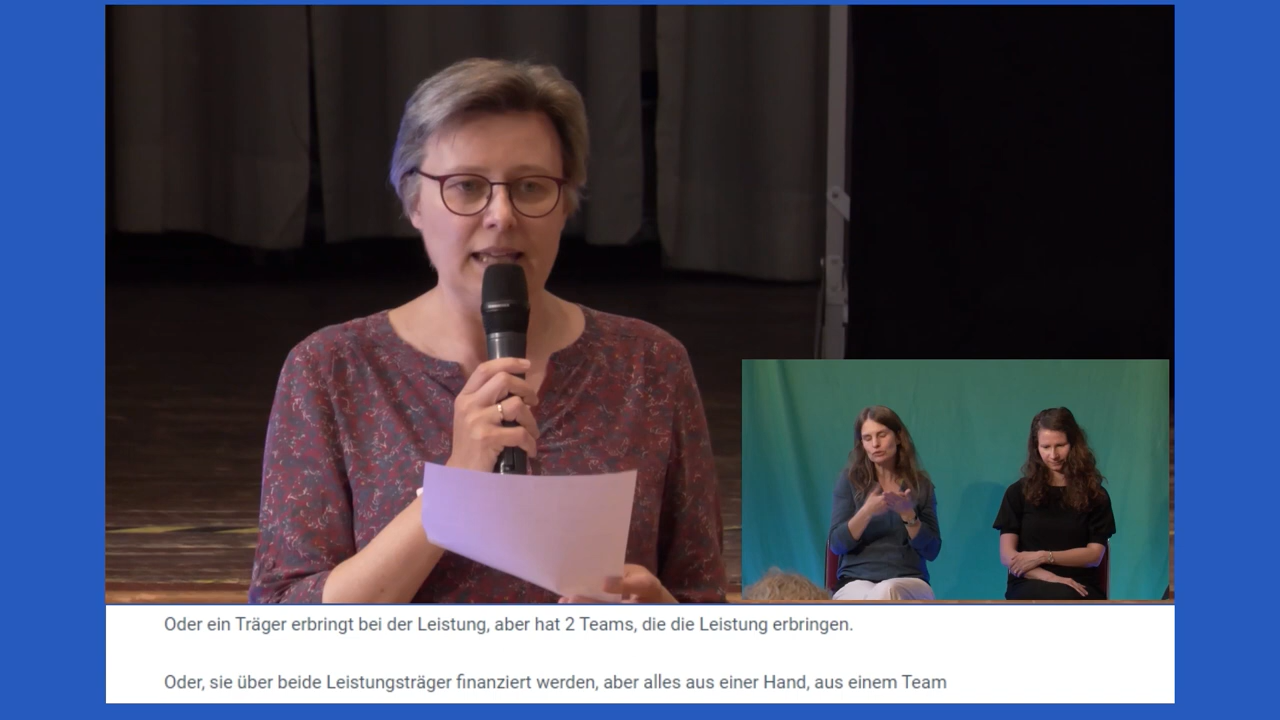 Oder ein Träger erbringt bei der Leistung, aber hat 2 Teams, die die Leistung erbringen.
Oder, sie über beide Leistungsträger finanziert werden, aber alles aus einer Hand, aus einem Team